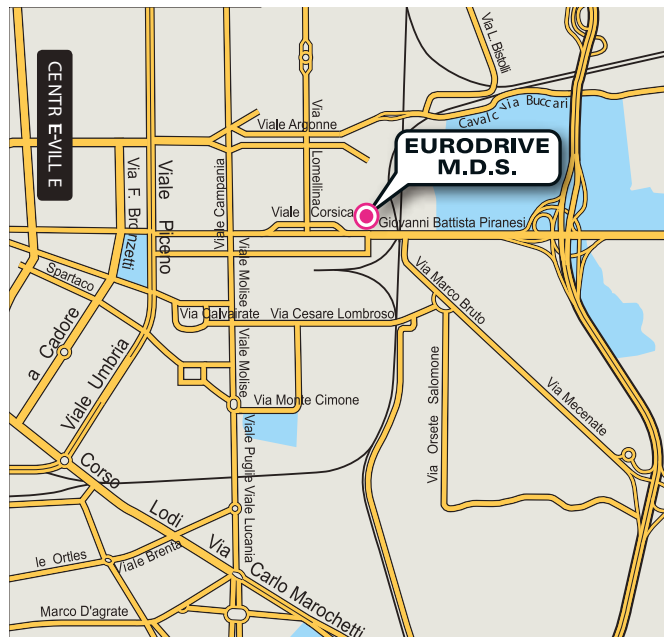 Via L. Bistolli
CENTR E-VILL E
Via
Lomellina
Cavalc via Buccari
Viale Argonne
EURODRIVE
M.D.S.
Via F. Bronzetti
Viale Piceno
Viale Campania
Viale Corsica
Giovanni Battista Piranesi
Spartaco
Viale Molise
Via Marco Bruto
Via Calvairate
Via Cesare Lombroso
a Cadore
Viale Umbria
Viale Molise
Via Orsete Salomone
Via Mecenate
Via Monte Cimone
Viale Puglie
Viale Lucania
Corso
Lodi
Via
Carlo Marochetti
le Ortles
Viale Brenta
Marco D'agrate